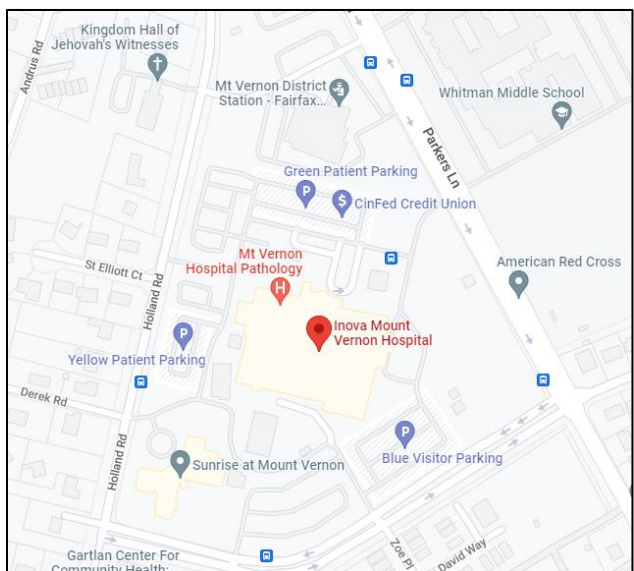 Kingdom Hall of
Jehovah's Witnesses
Andrus Rd
Mt Vernon District
Station - Fairfax...
Whitman Middle School
Parkers Ln
Green Patient Parking
P
$
CinFed Credit Union
Mt Vernon
Hospital Pathology
H
St Elliott Ct
Holland Rd
American Red Cross
Inova Mount
Vernon Hospital
P
Yellow Patient Parking
Derek Rd
P
Blue Visitor Parking
Holland Rd
Sunrise at Mount Vernon
Zoe Pl
David Way
Gartlan Center For
Community Health: